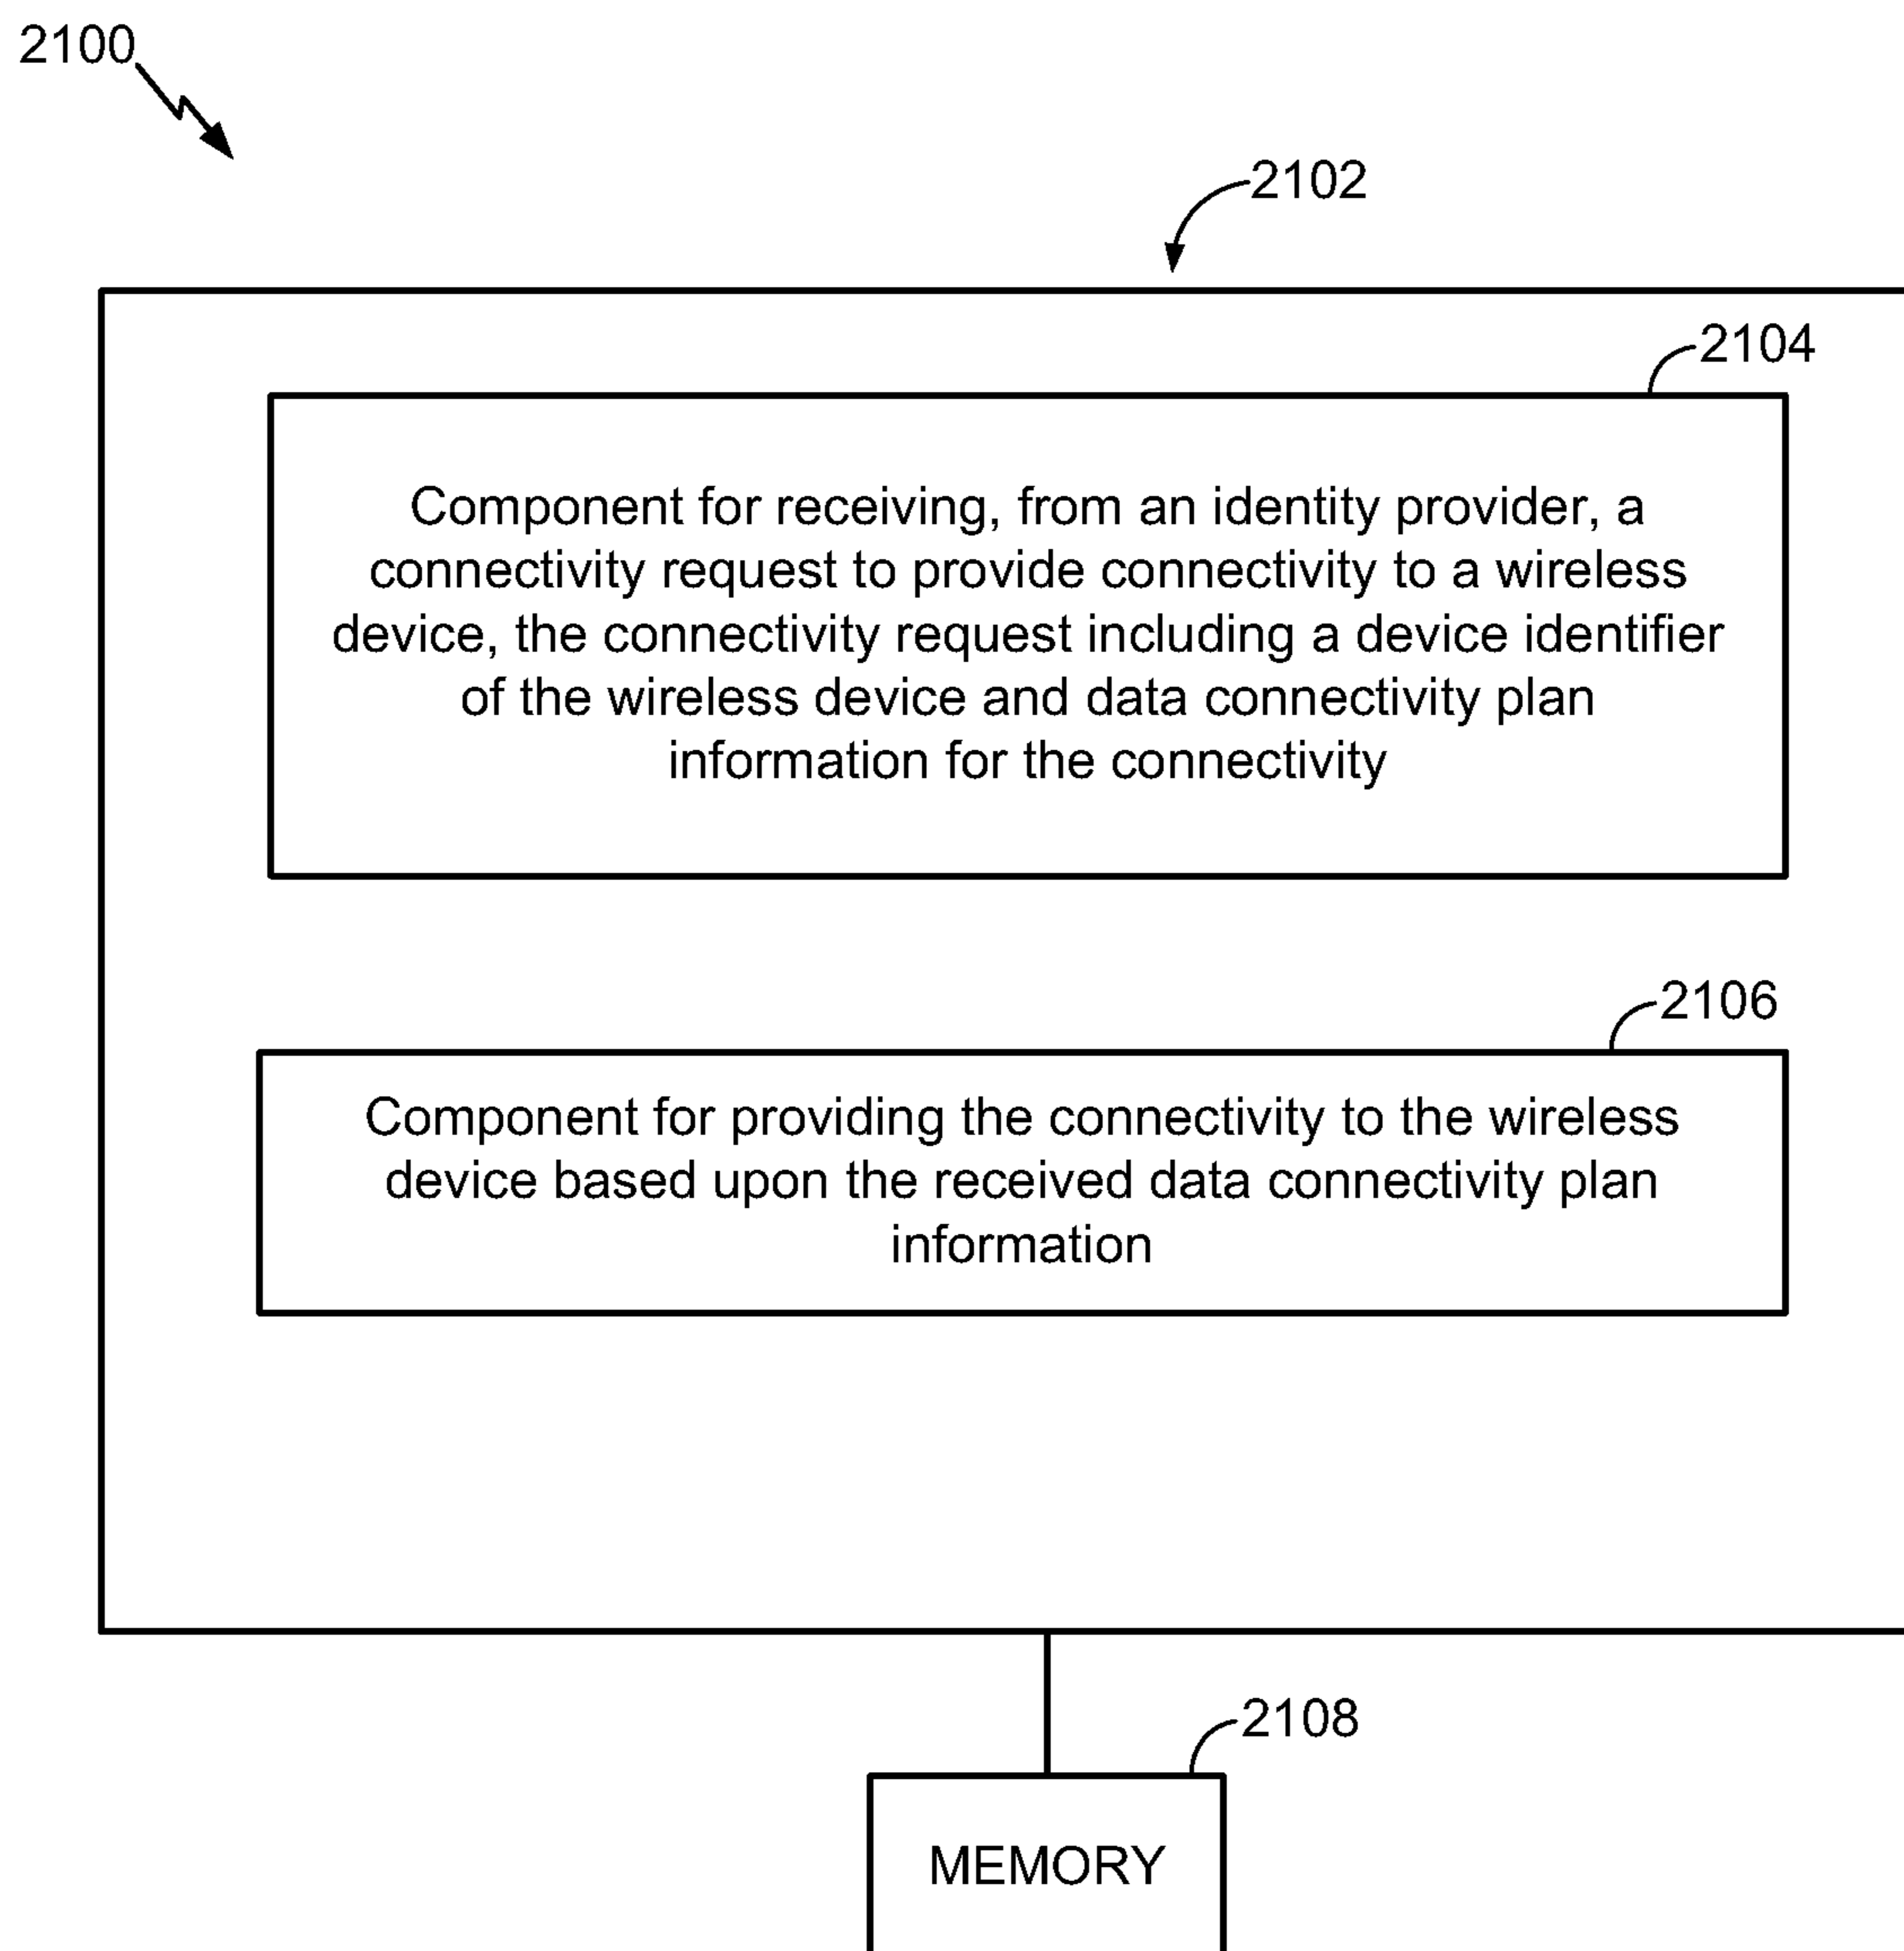 2100
2102
2104
Component for receiving, from an identity provider, a
connectivity request to provide connectivity to a wireless
device, the connectivity request including a device identifier
of the wireless device and data connectivity plan
information for the connectivity
2106
Component for providing the connectivity to the wireless
device based upon the received data connectivity plan
information
2108
MEMORY